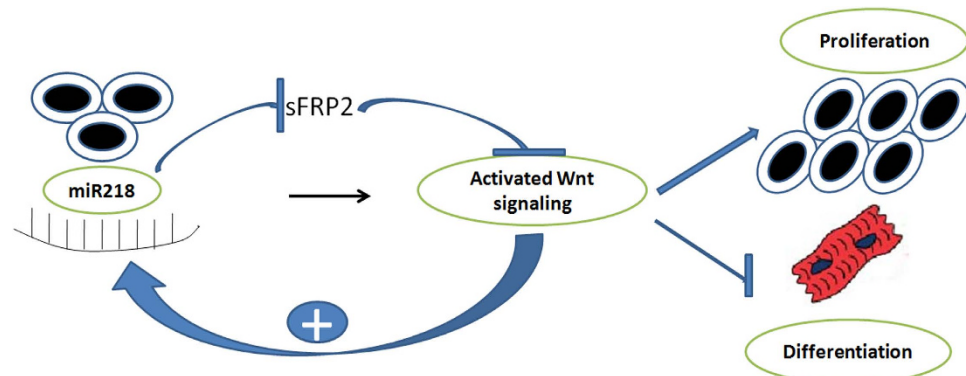 Proliferation
sFRP2
miR218
Activated Wnt
signaling
+
Differentiation